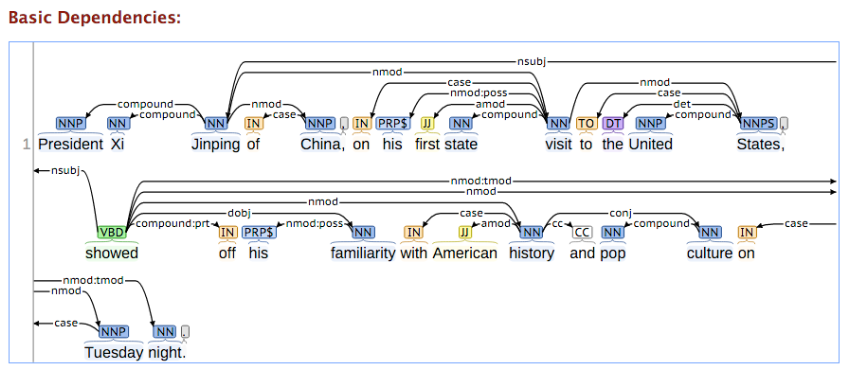 Basic Dependencies:
nsubj
nmod
case nmod
nmod:poss case
compound nmod amod det
compound case compound compound
NNP NN NN IN NNP , IN PRP$ JJ NN NN TO DT NNP NNPS ,
1 President Xi Jinping of China, on his first state visit to the United States,
nsubj nmod:tmod
nmod
nmod
dobj case conj
compound:prt nmod:poss amod cc compound case
VBD IN PRP$ NN IN JJ NN CC NN NN IN
showed off his familiarity with American history and pop culture on
nmod:tmod
nmod
case
NNP NN .
Tuesday night.